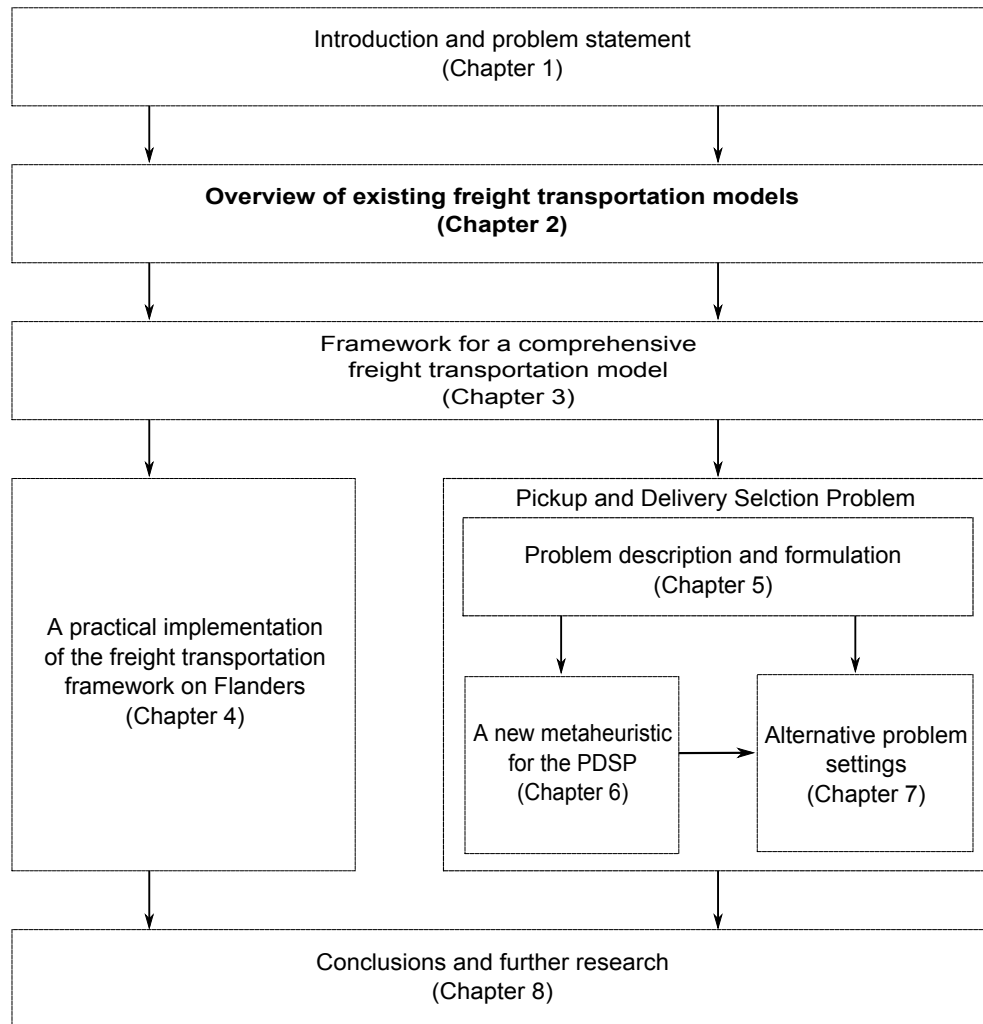 Introduction and problem statement
(Chapter 1)
Overview of existing freight transportation models
(Chapter 2)
Framework for a comprehensive
freight transportation model
(Chapter 3)
A practical implementation
of the freight transportation
framework on Flanders
(Chapter 4)
Pickup and Delivery Selction Problem
Problem description and formulation
(Chapter 5)
A new metaheuristic
for the PDSP
(Chapter 6)
Alternative problem
settings
(Chapter 7)
Conclusions and further research
(Chapter 8)